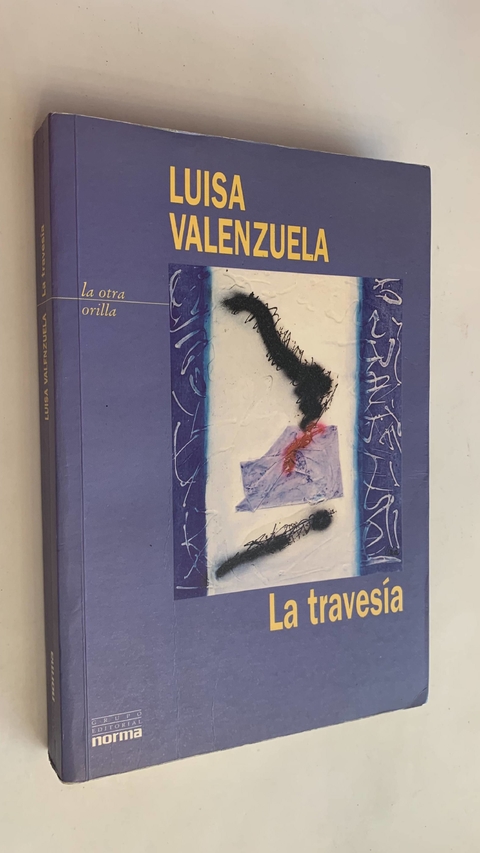 LUISA
VALENZUELA
la otra
orilla
La travesía
GRUPO
EDITORIAL
norma
LUISA VALENZUELA La travesía
norma